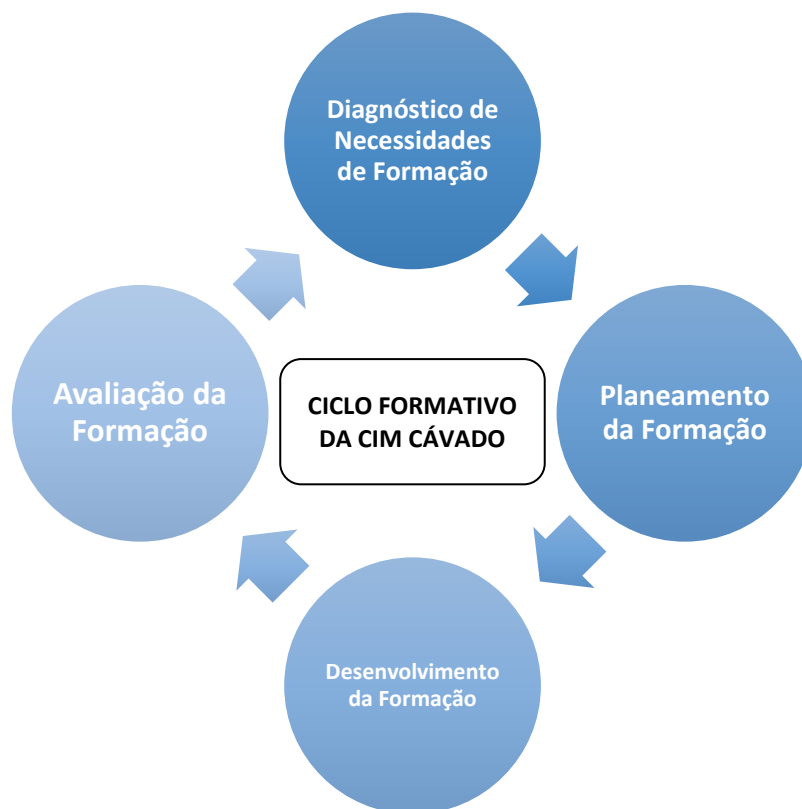 Diagnóstico de
Necessidades
de Formação
Avaliação da
Formação
CICLO FORMATIVO
DA CIM CÁVADO
Planeamento
da Formação
Desenvolvimento
da Formação